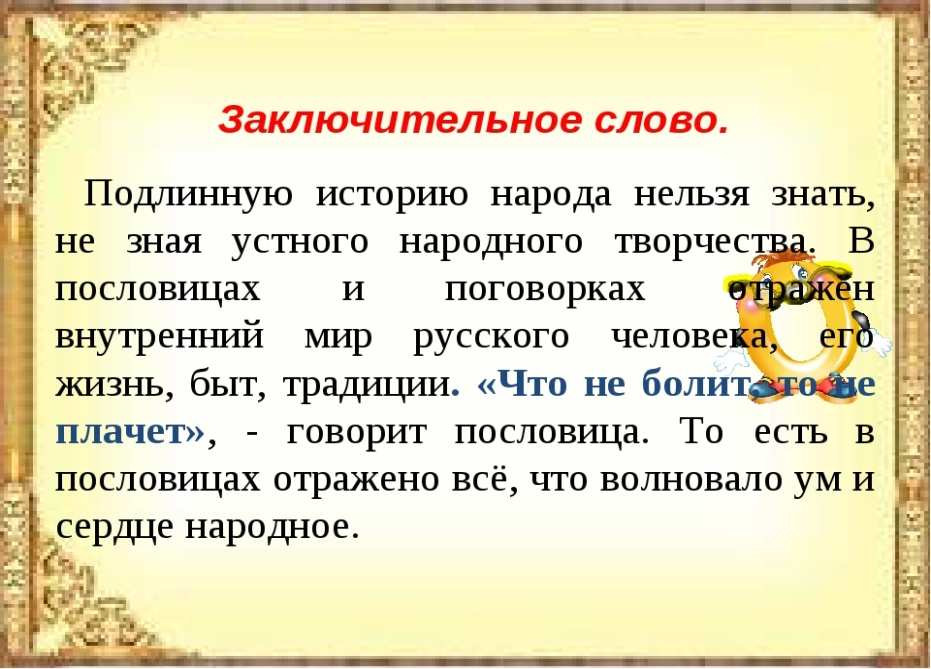 Заключительное слово.
Подлинную историю народа нельзя знать,
не зная устного народного творчества. В
пословицах и поговорках отражён
внутренний мир русского человека, его
жизнь, быт, традиции. «Что не болит, то не
плачет», - говорит пословица. То есть в
пословицах отражено всё, что волновало ум и
сердце народное.